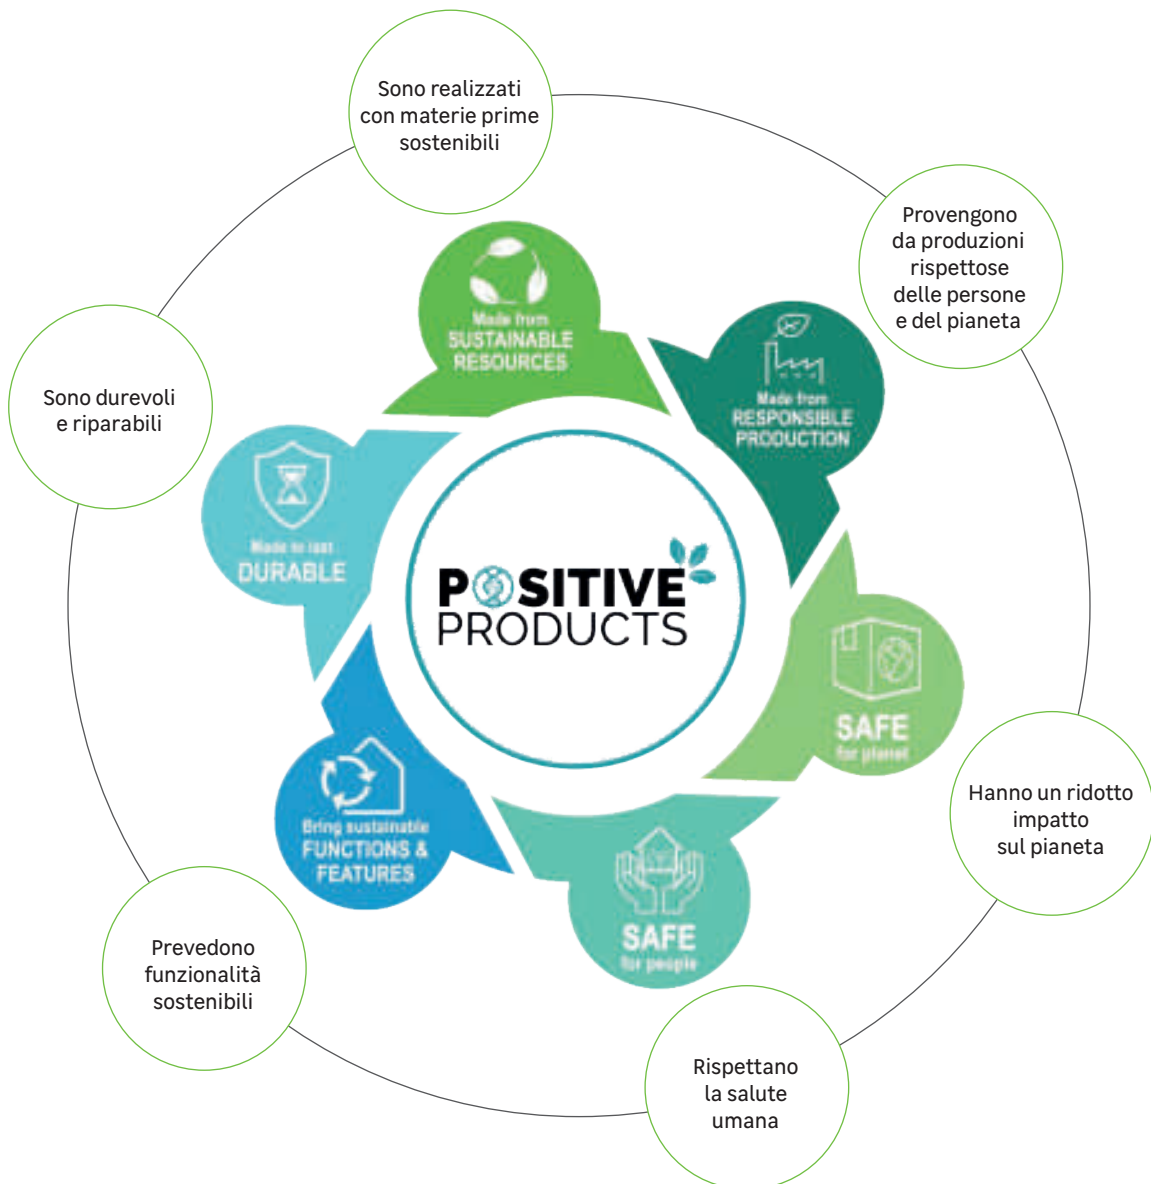 Sono realizzati
con materie prime
sostenibili
Provengono
da produzioni
rispettose
delle persone
e del pianeta
Hanno un ridotto
impatto
sul pianeta
Rispettano
la salute
umana
Prevedono
funzionalità
sostenibili
Sono durevoli
e riparabili
Made from
SUSTAINABLE
RESOURCES
Made from
RESPONSIBLE
PRODUCTION
SAFE
for planet
SAFE
for people
Bring sustainable
FUNCTIONS &
FEATURES
Made to last
DURABLE
POSITIVE
PRODUCTS